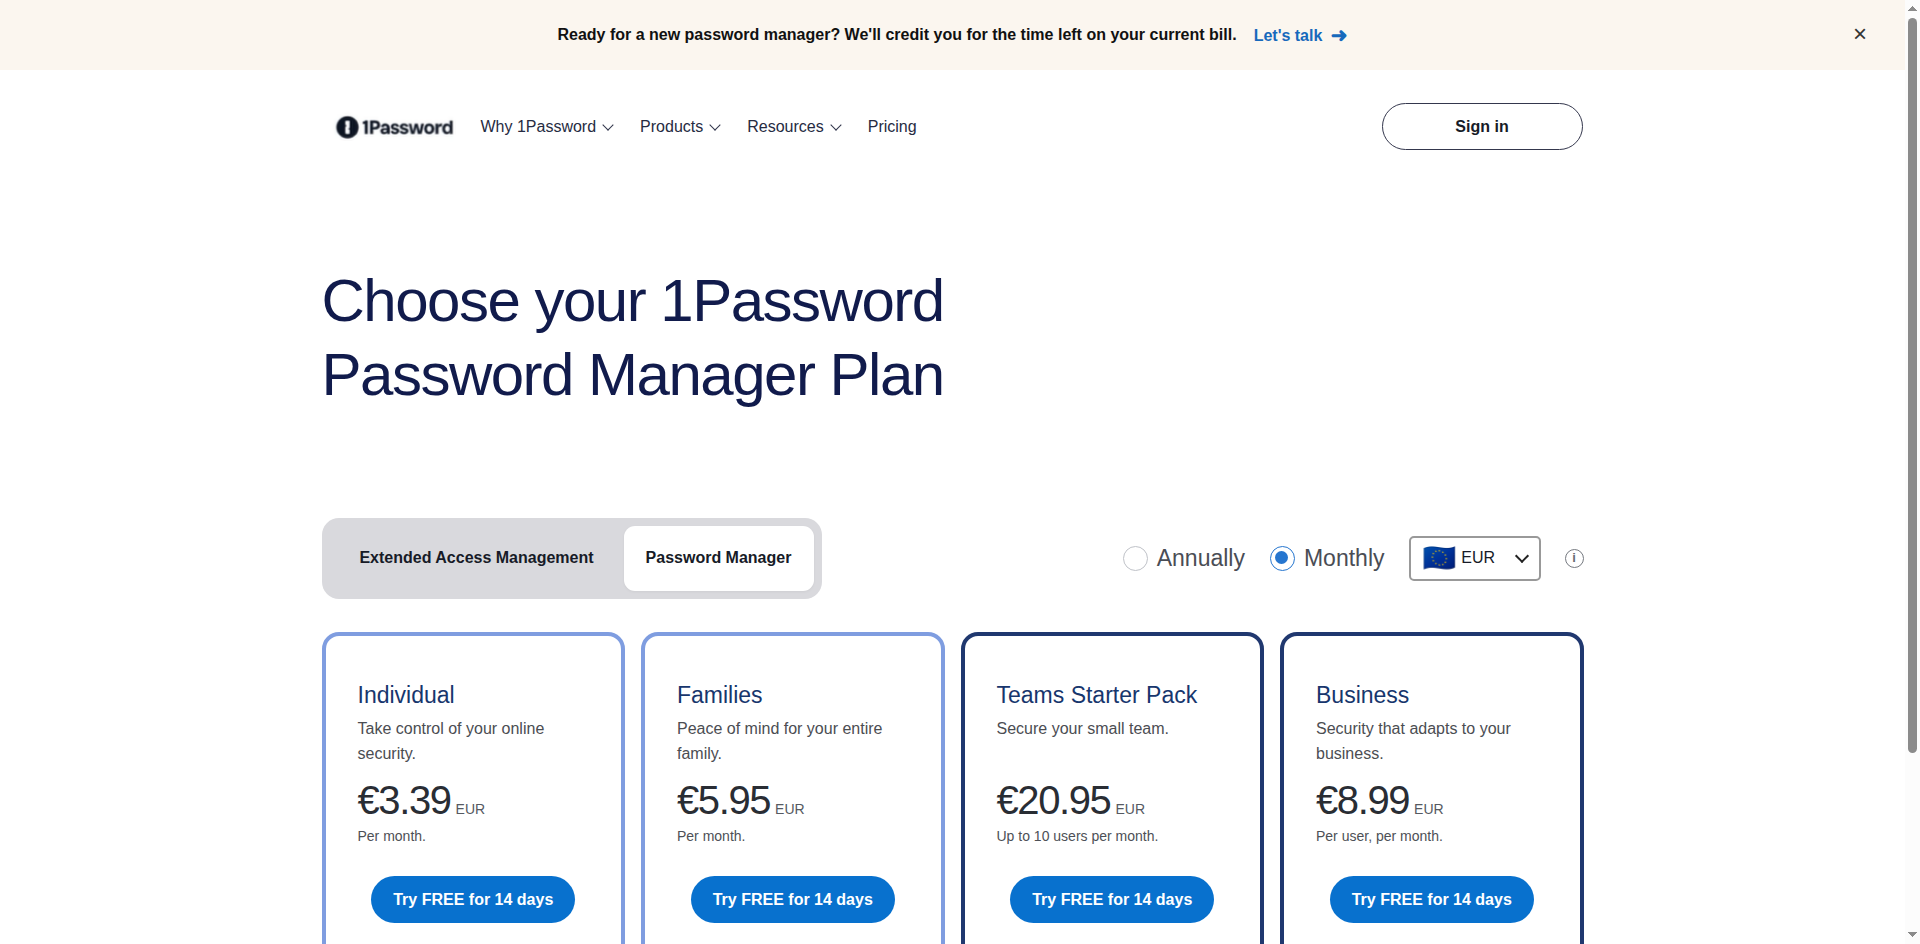 Ready for a new password manager? We'll credit you for the time left on your current bill. Let's talk ➜
1Password
Why 1Password
Products
Resources
Pricing
Sign in
Choose your 1Password
Password Manager Plan
Extended Access Management
Password Manager
Annually
Monthly
EUR
Individual
Take control of your online
security.
€3.39 EUR
Per month.
Try FREE for 14 days
Families
Peace of mind for your entire
family.
€5.95 EUR
Per month.
Try FREE for 14 days
Teams Starter Pack
Secure your small team.
€20.95 EUR
Up to 10 users per month.
Try FREE for 14 days
Business
Security that adapts to your
business.
€8.99 EUR
Per user, per month.
Try FREE for 14 days